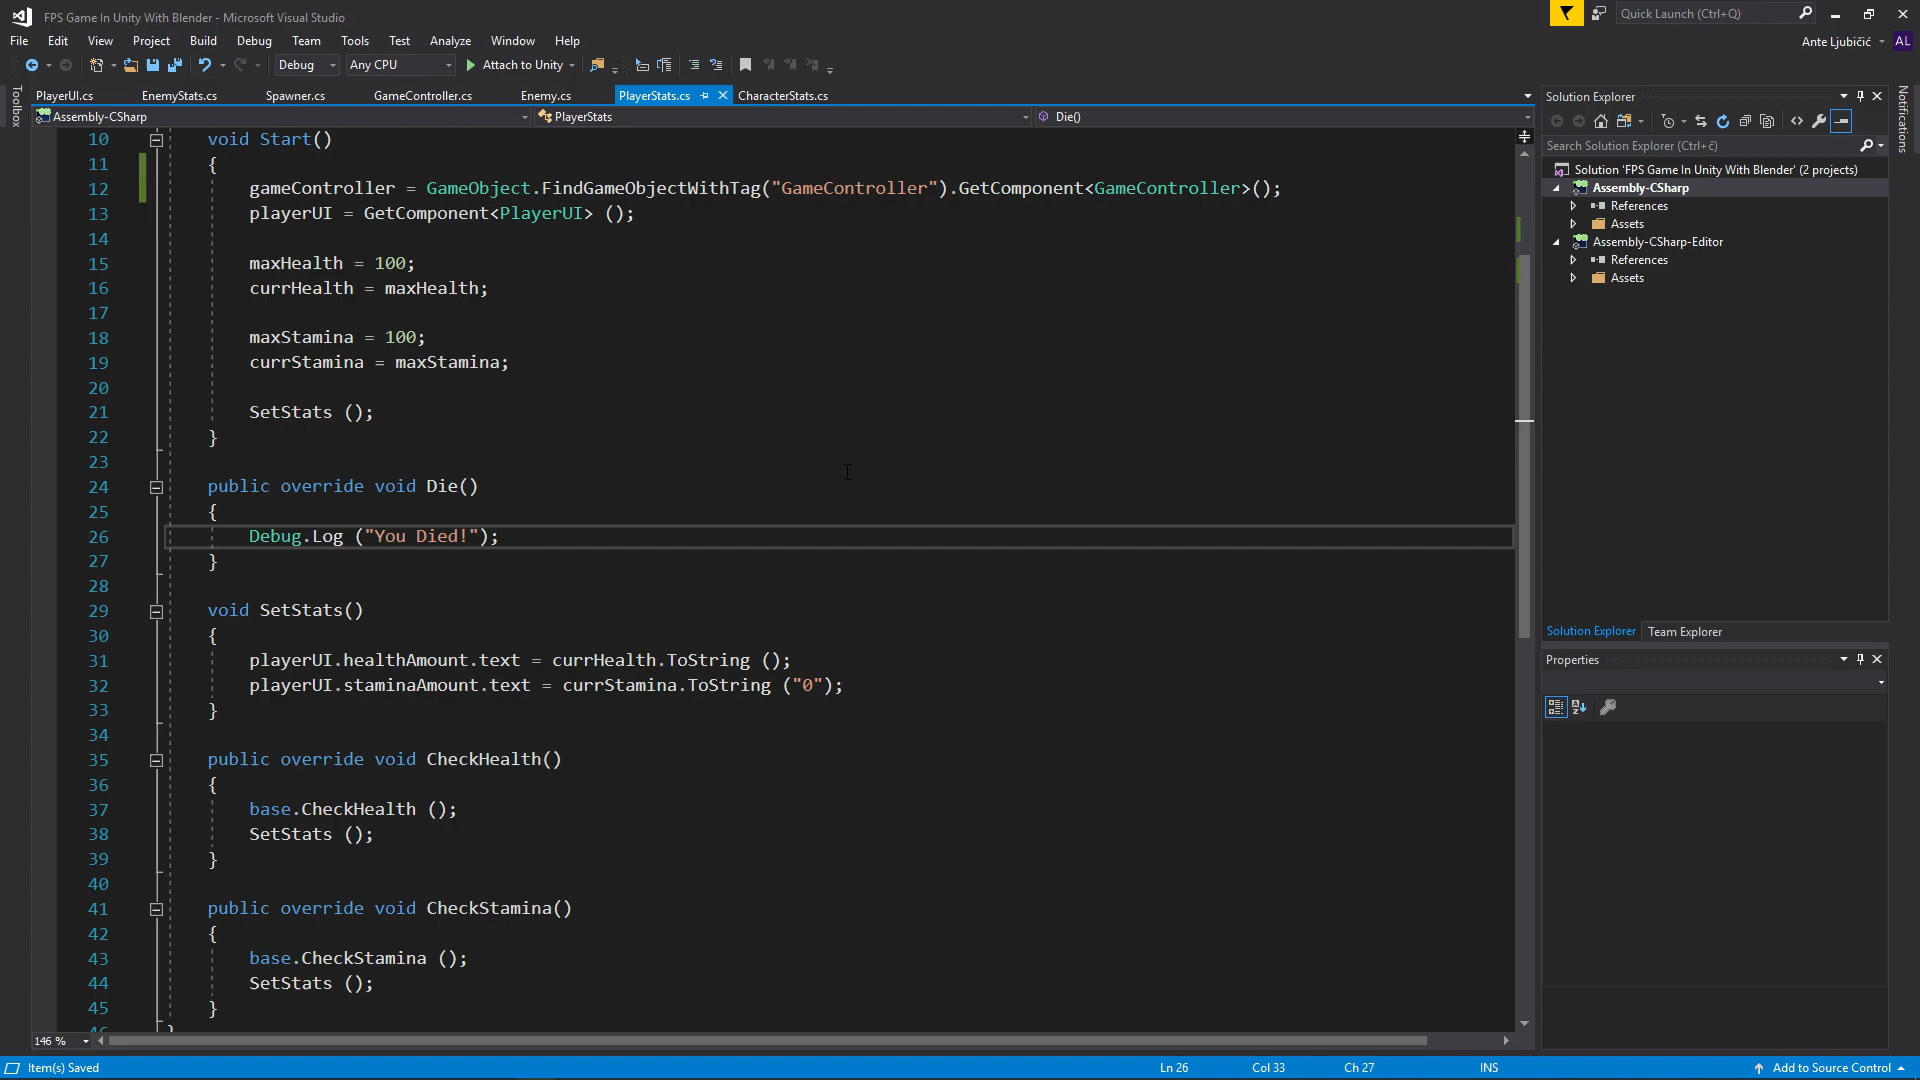 FPS Game In Unity With Blender - Microsoft Visual Studio
Quick Launch (Ctrl+Q)
File Edit View Project Build Debug Team Tools Test Analyze Window Help
Ante Ljubičić AL
Debug Any CPU Attach to Unity
Toolbox
PlayerUI.cs EnemyStats.cs Spawner.cs GameController.cs Enemy.cs PlayerStats.cs CharacterStats.cs
Assembly-CSharp PlayerStats Die()
10 void Start()
11 {
12 gameController = GameObject.FindGameObjectWithTag("GameController").GetComponent<GameController>();
13 playerUI = GetComponent<PlayerUI> ();
14
15 maxHealth = 100;
16 currHealth = maxHealth;
17
18 maxStamina = 100;
19 currStamina = maxStamina;
20
21 SetStats ();
22 }
23
24 public override void Die()
25 {
26 Debug.Log ("You Died!");
27 }
28
29 void SetStats()
30 {
31 playerUI.healthAmount.text = currHealth.ToString ();
32 playerUI.staminaAmount.text = currStamina.ToString ("0");
33 }
34
35 public override void CheckHealth()
36 {
37 base.CheckHealth ();
38 SetStats ();
39 }
40
41 public override void CheckStamina()
42 {
43 base.CheckStamina ();
44 SetStats ();
45 }
46 }
146 %
Solution Explorer
Search Solution Explorer (Ctrl+č)
Solution 'FPS Game In Unity With Blender' (2 projects)
Assembly-CSharp
References
Assets
Assembly-CSharp-Editor
References
Assets
Solution Explorer Team Explorer
Properties
Notifications
Item(s) Saved Ln 26 Col 33 Ch 27 INS Add to Source Control